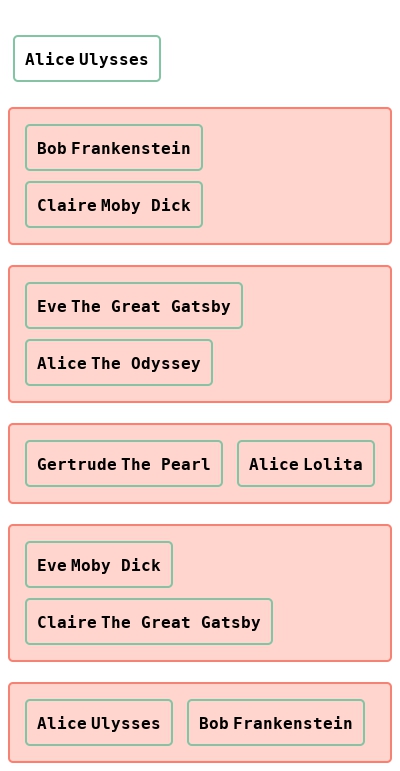 Alice Ulysses
Bob Frankenstein
Claire Moby Dick
Eve The Great Gatsby
Alice The Odyssey
Gertrude The Pearl Alice Lolita
Eve Moby Dick
Claire The Great Gatsby
Alice Ulysses Bob Frankenstein